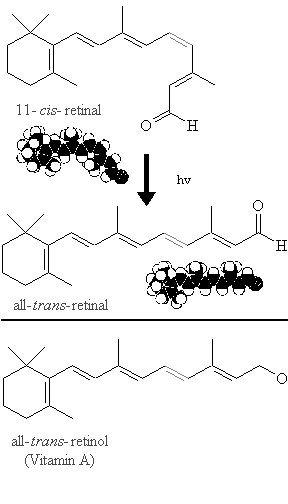 11-cis-retinal
O
H
hν
O
H
all-trans-retinal
O
all-trans-retinol
(Vitamin A)